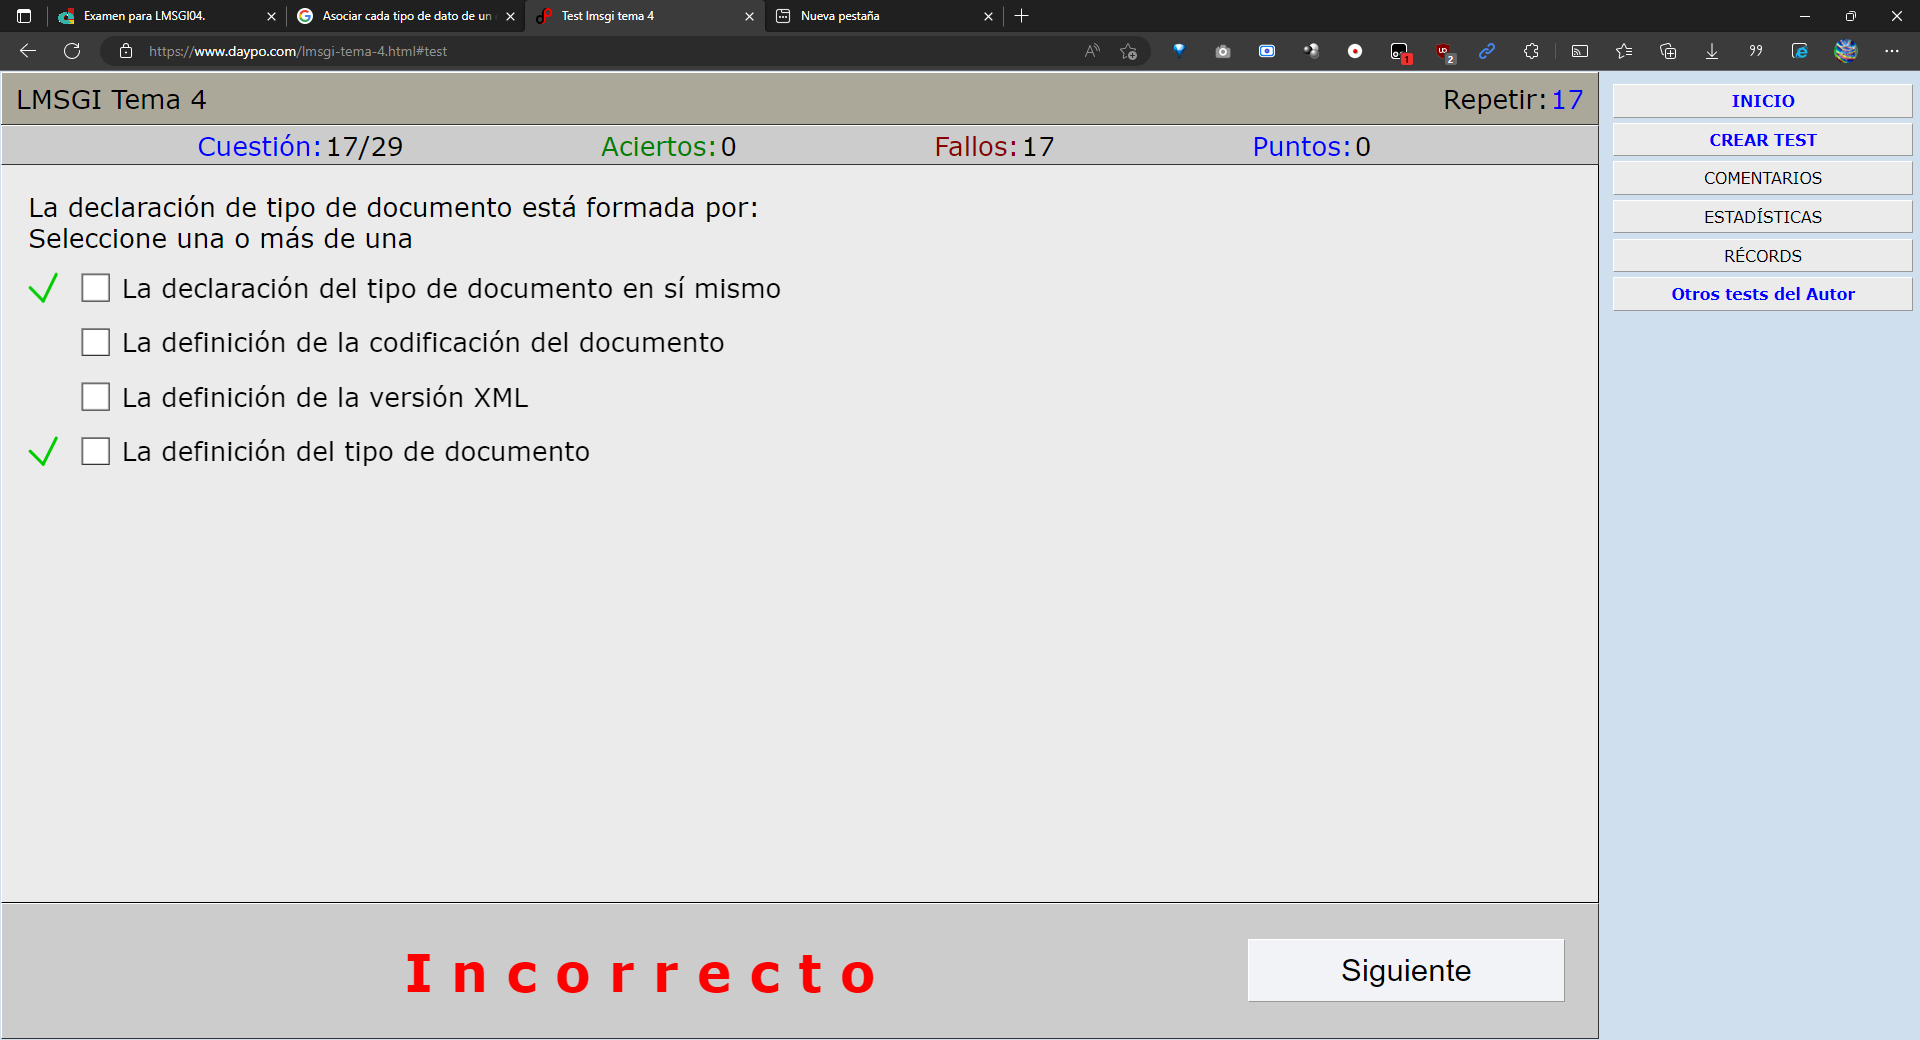 Examen para LMSGI04.
Asociar cada tipo de dato de un
Test lmsgi tema 4
Nueva pestaña
https://www.daypo.com/lmsgi-tema-4.html#test
1
2
LMSGI Tema 4
Repetir: 17
Cuestión: 17/29
Aciertos: 0
Fallos: 17
Puntos: 0
La declaración de tipo de documento está formada por:
Seleccione una o más de una
La declaración del tipo de documento en sí mismo
La definición de la codificación del documento
La definición de la versión XML
La definición del tipo de documento
Incorrecto
Siguiente
INICIO
CREAR TEST
COMENTARIOS
ESTADÍSTICAS
RÉCORDS
Otros tests del Autor